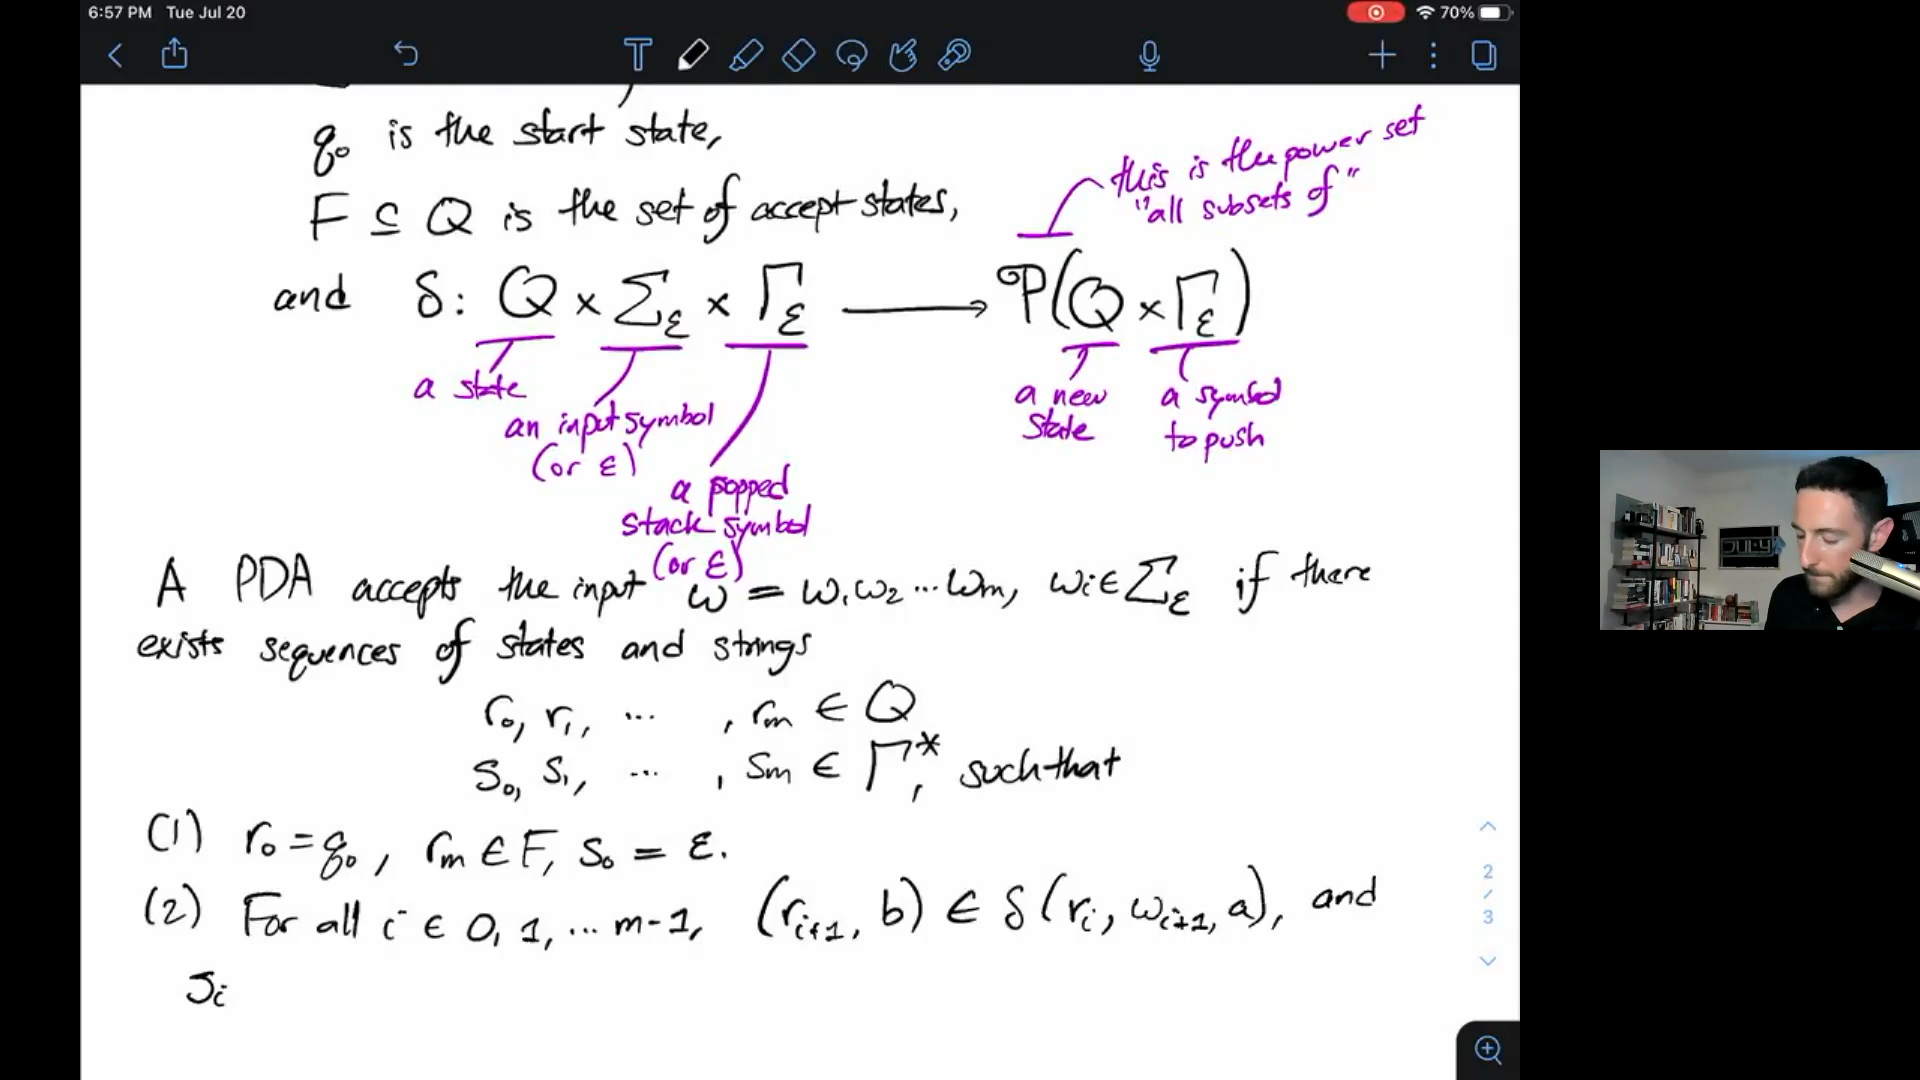 6:57 PM Tue Jul 20
70%
q₀ is the start state,
F ⊆ Q is the set of accept states,
this is the power set
"all subsets of"
and δ: Q × Σ_ε × Γ_ε ⟶ P(Q × Γ_ε)
a state
an input symbol
(or ε)
a popped
stack symbol
(or ε)
a new
state
a symbol
to push
A PDA accepts the input w = w₁w₂...wm, wi ∈ Σ_ε if there
exists sequences of states and strings
r₀, r₁, ... , rm ∈ Q
s₀, s₁, ... , sm ∈ Γ*, such that
(1) r₀ = q₀, rm ∈ F, s₀ = ε.
(2) For all i ∈ 0, 1, ... m-1, (r_{i+1}, b) ∈ δ(r_i, w_{i+1}, a), and
s_i
2
/
3